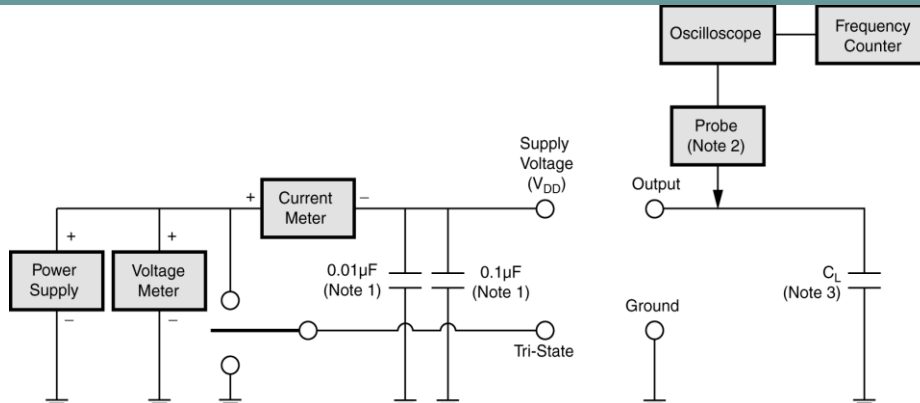 Oscilloscope
Frequency
Counter
Probe
(Note 2)
Supply
Voltage
(VDD)
Output
+
Current
Meter
–
+
Power
Supply
–
+
Voltage
Meter
–
0.01µF
(Note 1)
0.1µF
(Note 1)
CL
(Note 3)
Ground
Tri-State